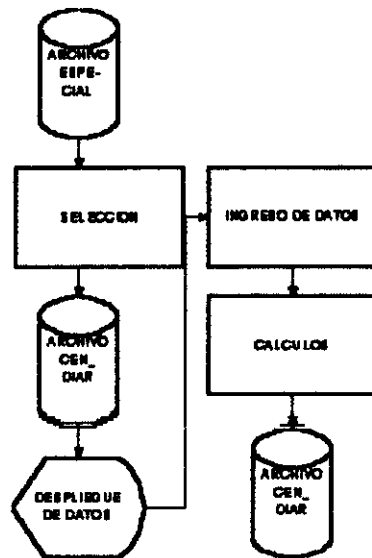 ARCHIVO
ESPE-
CIAL
SELECCION
INGRESO DE DATOS
ARCHIVO
CEN_
DIAR
CALCULOS
DESPLIEGUE
DE DATOS
ARCHIVO
CEN_
DIAR